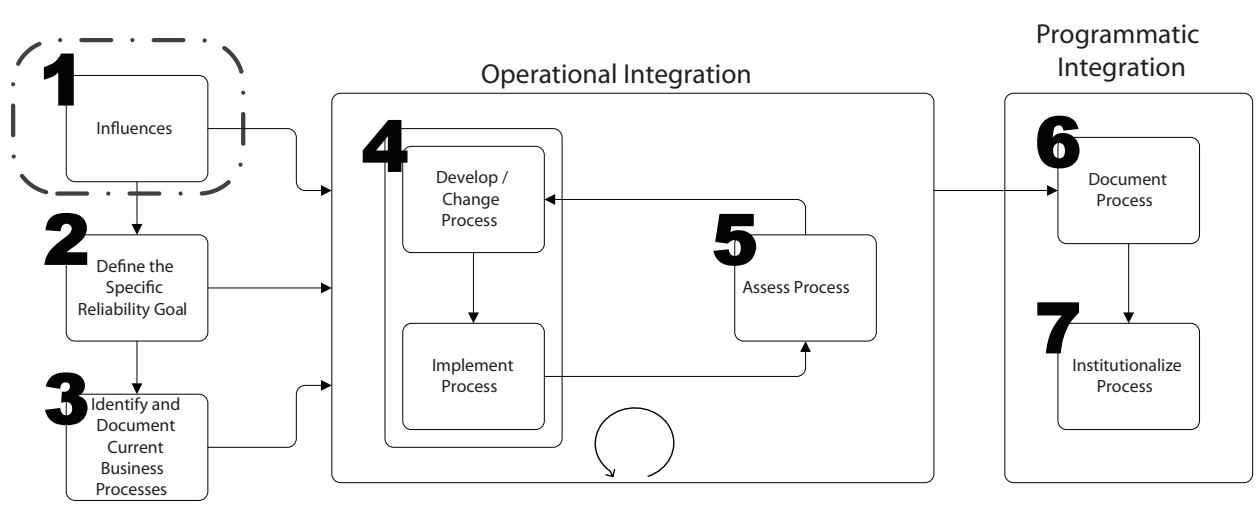 1
Influences
2
Define the
Specific
Reliability Goal
3
Identify and
Document
Current
Business
Processes
Operational Integration
4
Develop /
Change
Process
Implement
Process
5
Assess Process
Programmatic
Integration
6
Document
Process
7
Institutionalize
Process